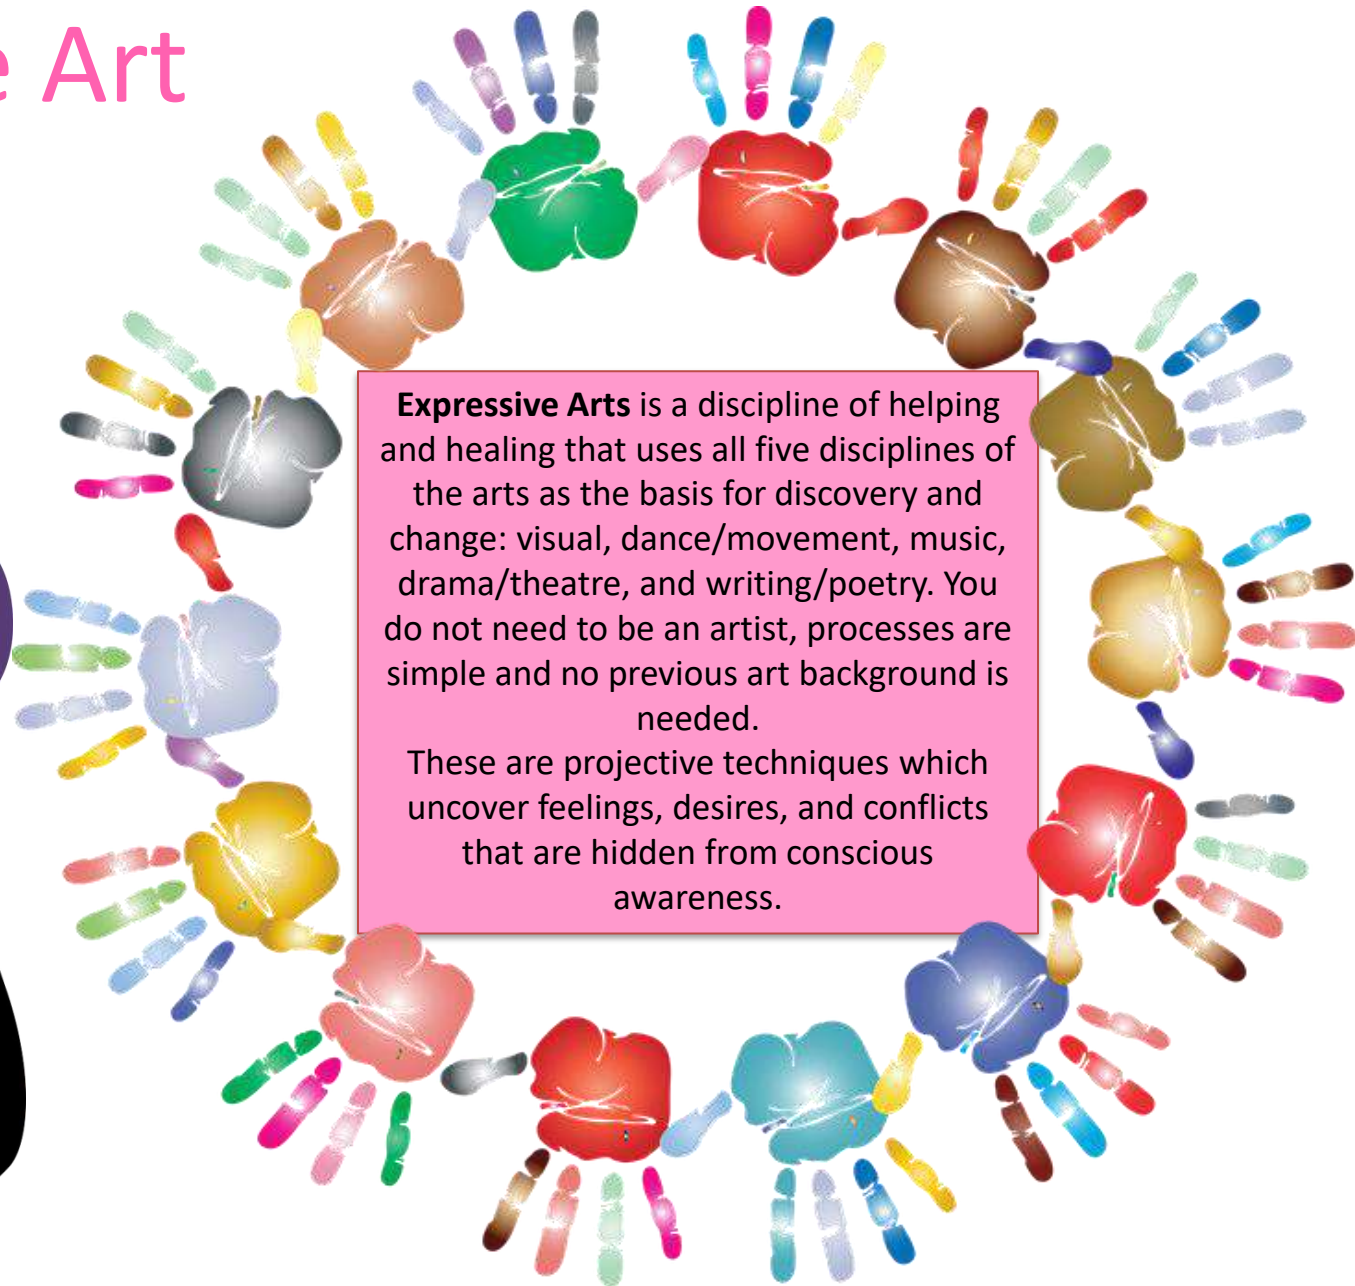 e Art
Expressive Arts is a discipline of helping
and healing that uses all five disciplines of
the arts as the basis for discovery and
change: visual, dance/movement, music,
drama/theatre, and writing/poetry. You
do not need to be an artist, processes are
simple and no previous art background is
needed.
These are projective techniques which
uncover feelings, desires, and conflicts
that are hidden from conscious
awareness.